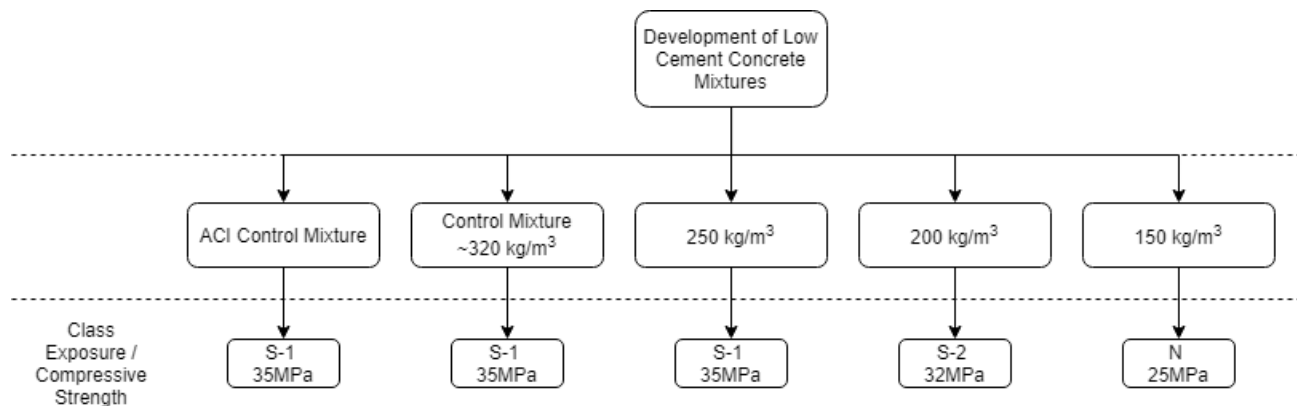 Development of Low
Cement Concrete
Mixtures
ACI Control Mixture
Control Mixture
~320 kg/m³
250 kg/m³
200 kg/m³
150 kg/m³
Class
Exposure /
Compressive
Strength
S-1
35MPa
S-1
35MPa
S-1
35MPa
S-2
32MPa
N
25MPa